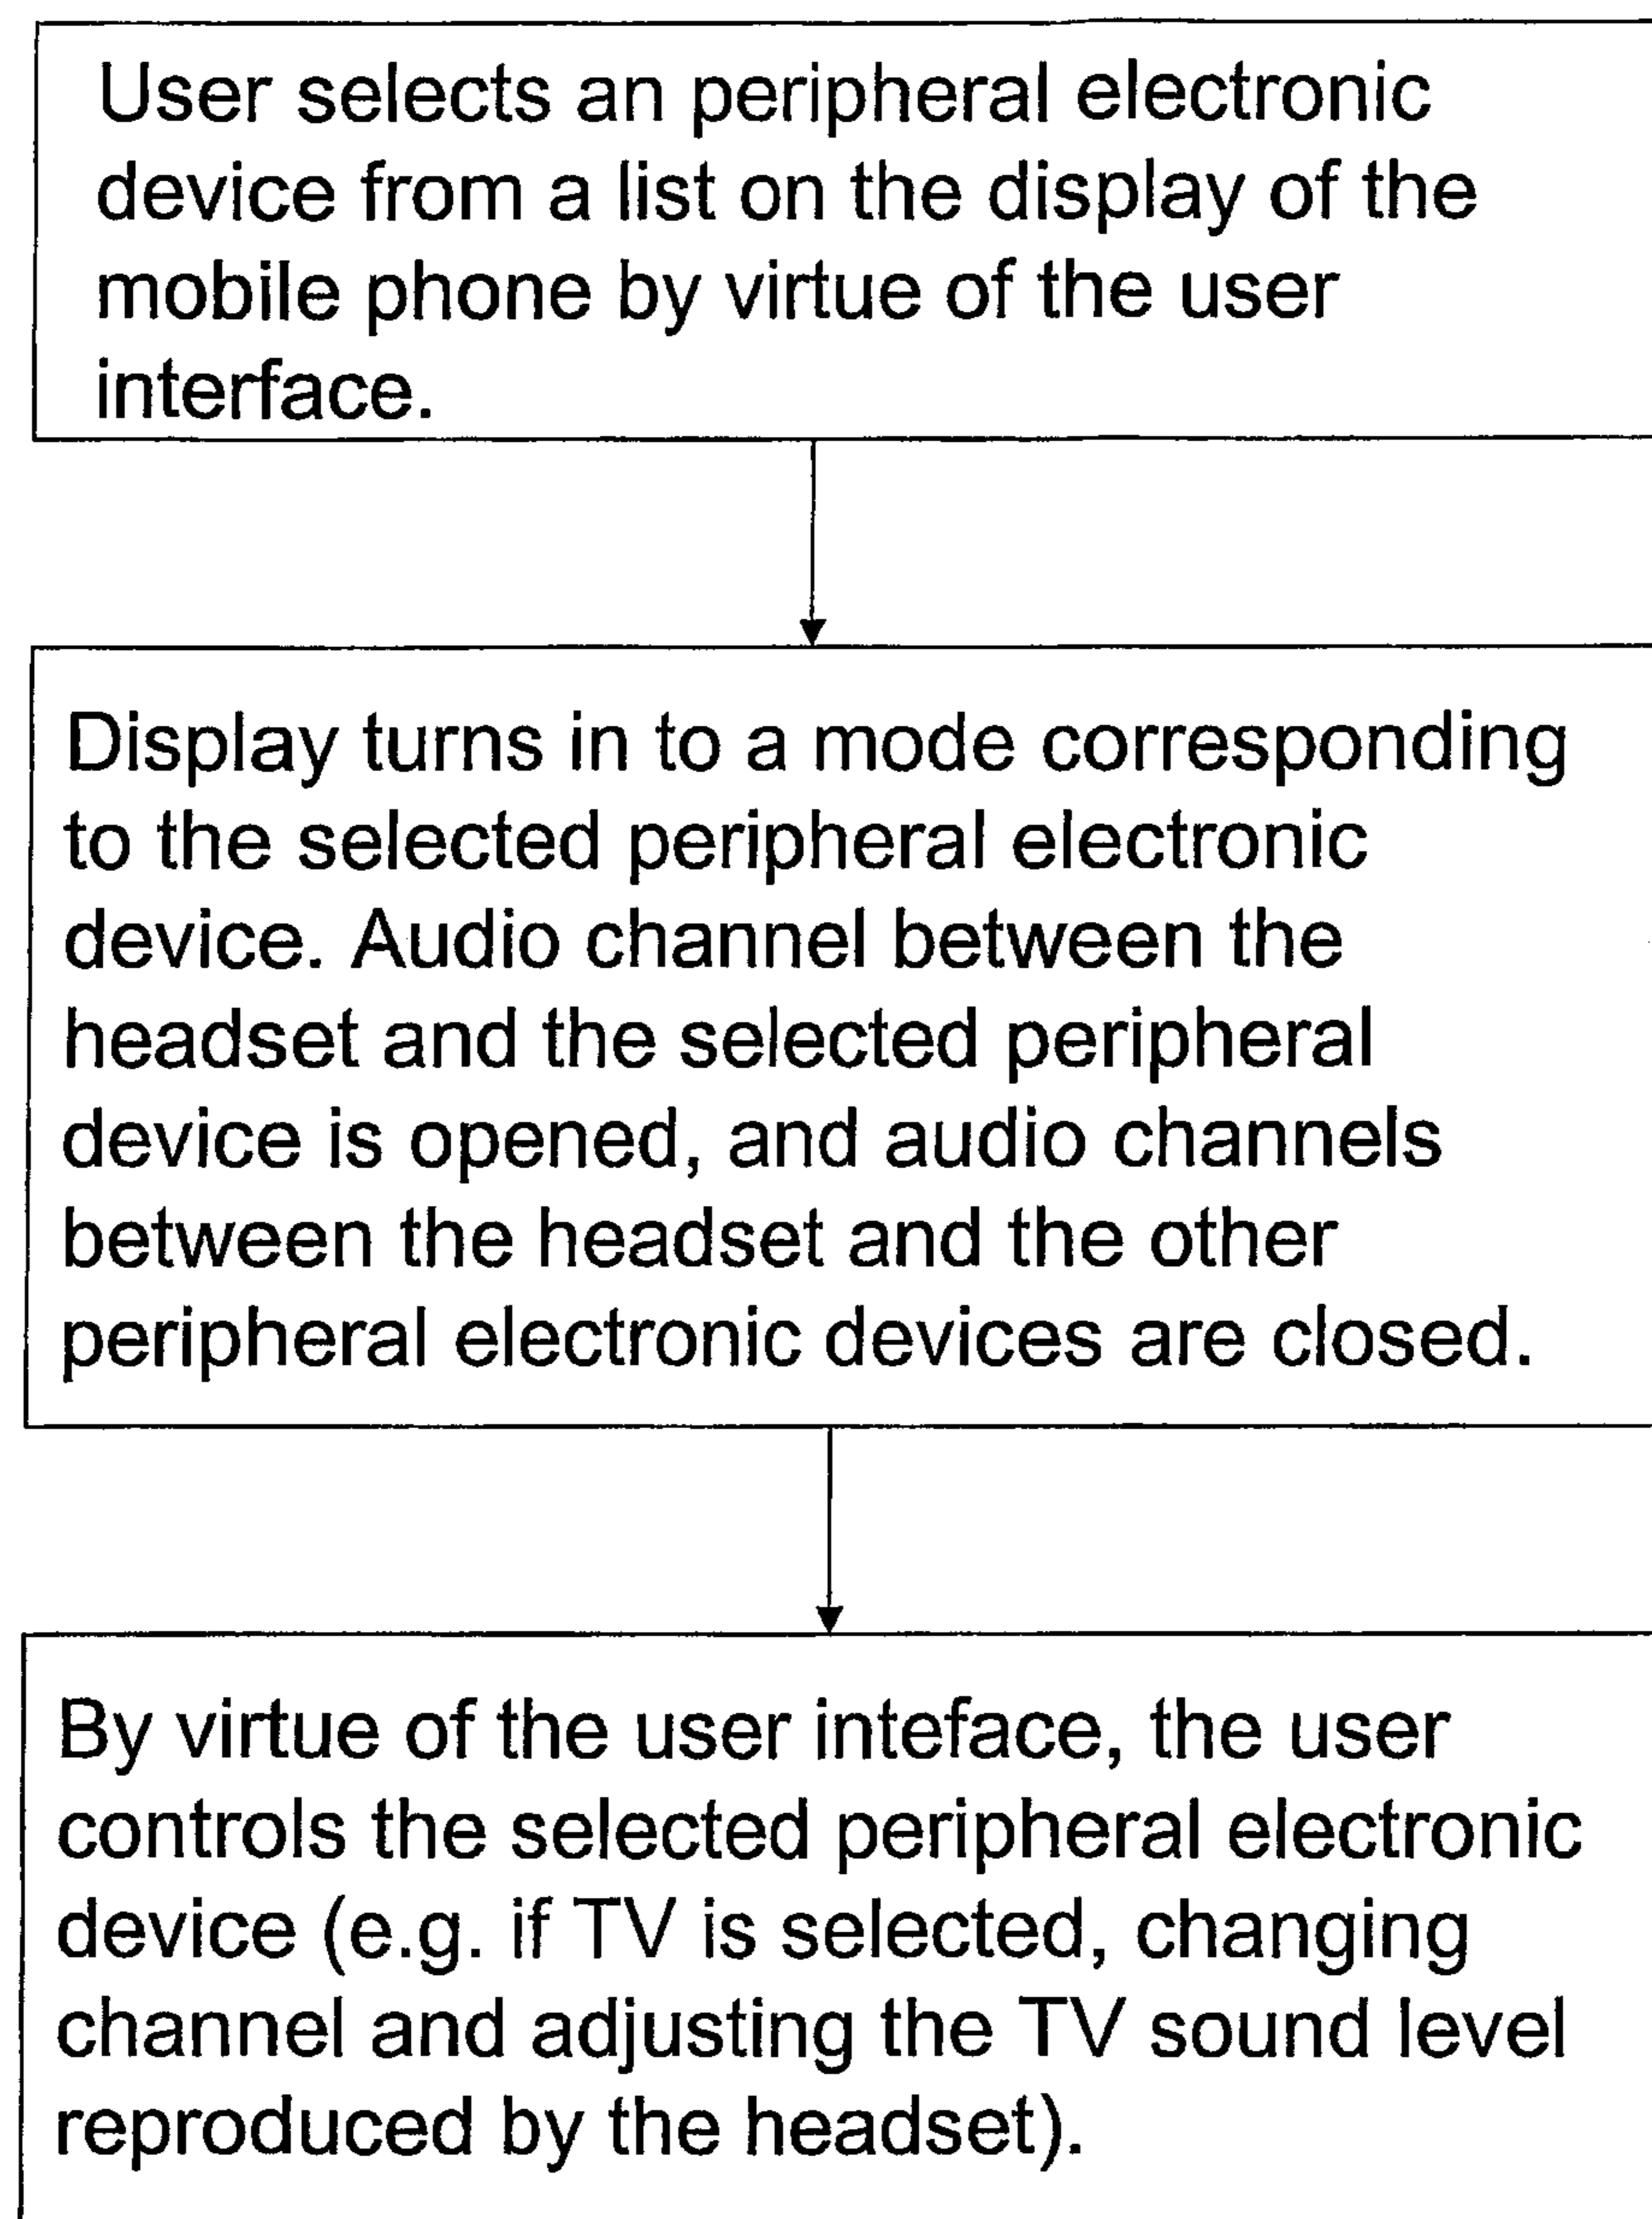 User selects an peripheral electronic
device from a list on the display of the
mobile phone by virtue of the user
interface.
Display turns in to a mode corresponding
to the selected peripheral electronic
device. Audio channel between the
headset and the selected peripheral
device is opened, and audio channels
between the headset and the other
peripheral electronic devices are closed.
By virtue of the user inteface, the user
controls the selected peripheral electronic
device (e.g. if TV is selected, changing
channel and adjusting the TV sound level
reproduced by the headset).